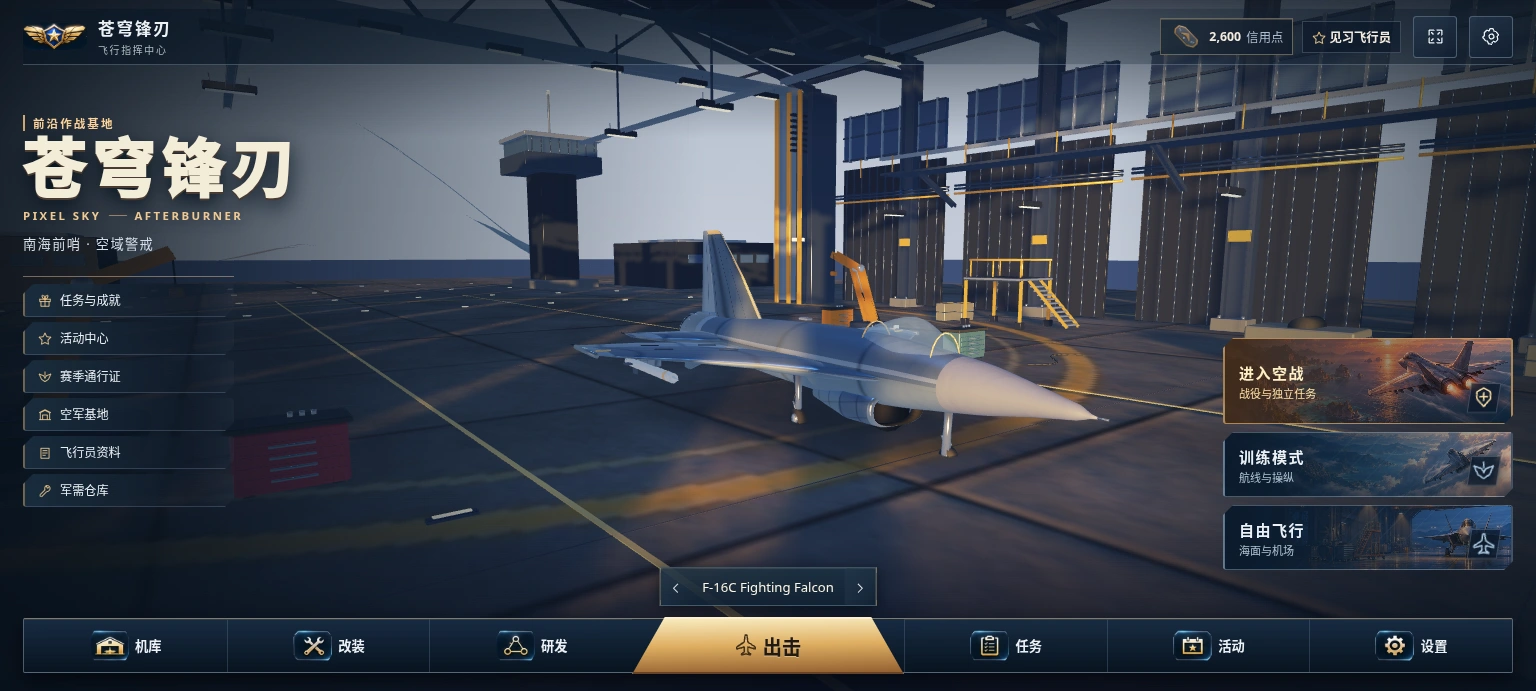 苍穹锋刃
飞行指挥中心
2,600 信用点
见习飞行员
前沿作战基地
苍穹锋刃
PIXEL SKY — AFTERBURNER
南海前哨 · 空域警戒
任务与成就
活动中心
赛季通行证
空军基地
飞行员资料
军需仓库
进入空战
战役与独立任务
训练模式
航线与操纵
自由飞行
海面与机场
F-16C Fighting Falcon
机库
改装
研发
出击
任务
活动
设置